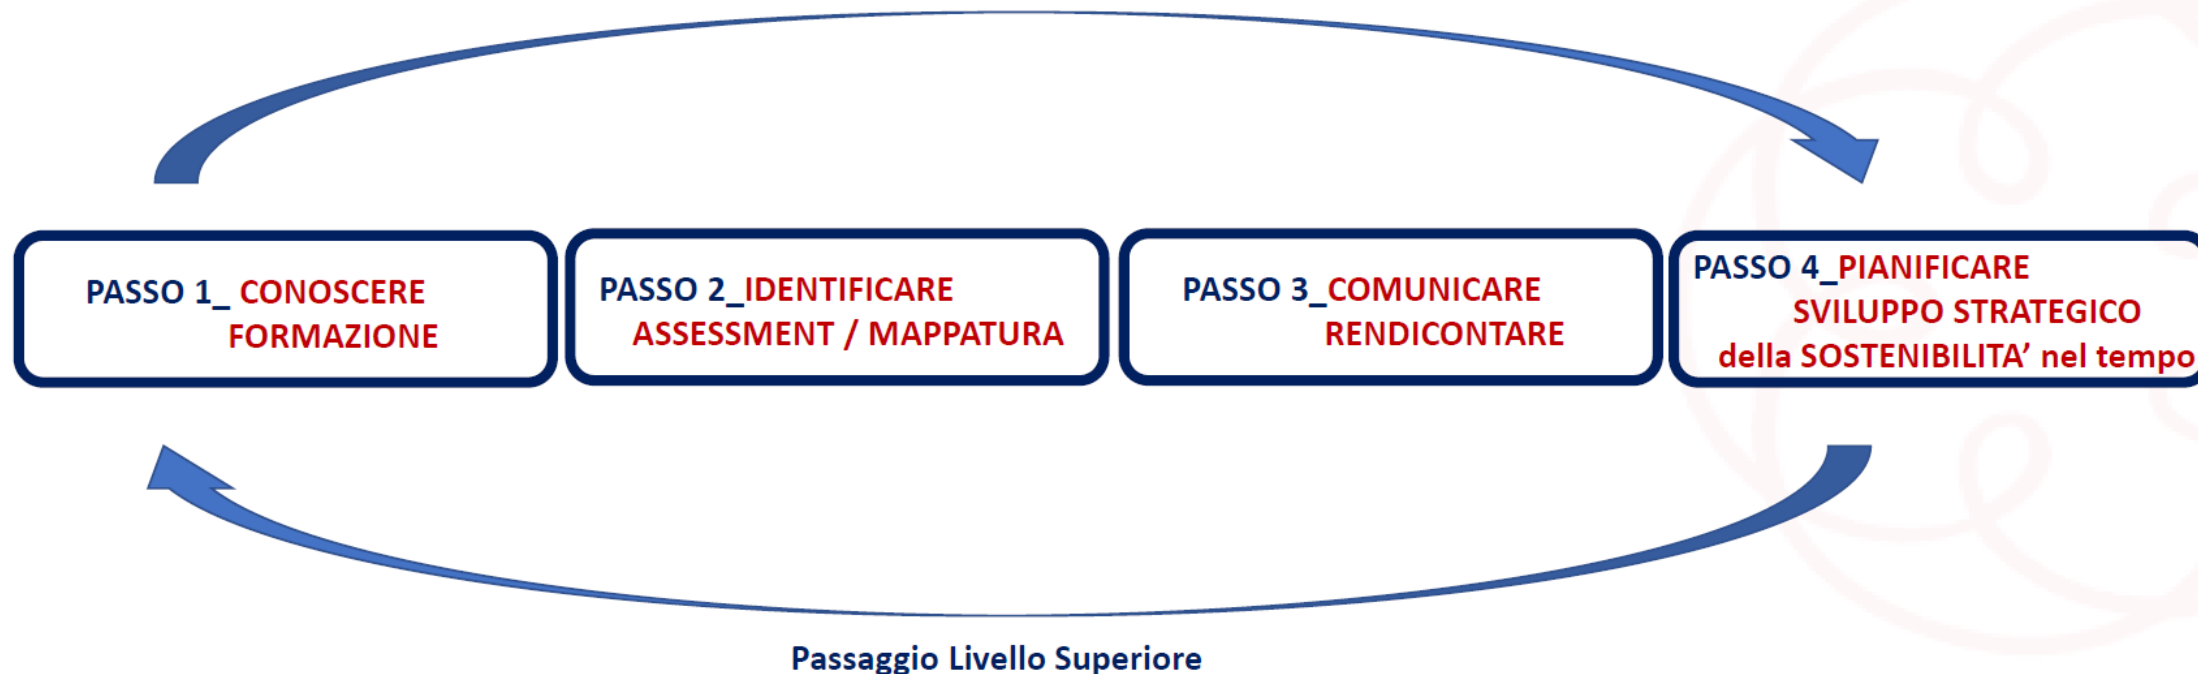 PASSO 1_ CONOSCERE
FORMAZIONE
PASSO 2_IDENTIFICARE
ASSESSMENT / MAPPATURA
PASSO 3_COMUNICARE
RENDICONTARE
PASSO 4_PIANIFICARE
SVILUPPO STRATEGICO
della SOSTENIBILITA’ nel tempo
Passaggio Livello Superiore